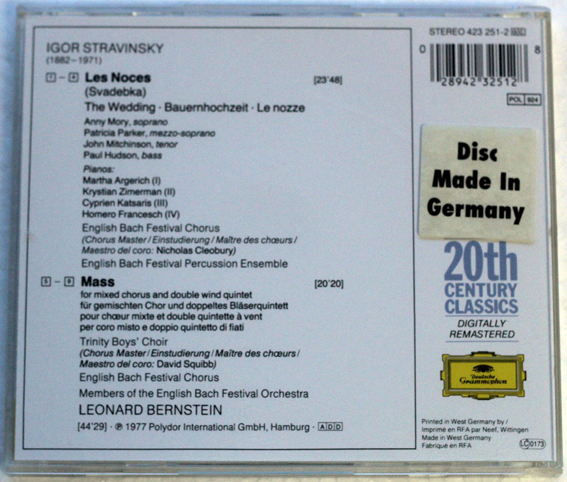 IGOR STRAVINSKY
(1882–1971)
1 – 4 Les Noces [23'48]
(Svadebka)
The Wedding · Bauernhochzeit · Le nozze
Anny Mory, soprano
Patricia Parker, mezzo-soprano
John Mitchinson, tenor
Paul Hudson, bass
Pianos:
Martha Argerich (I)
Krystian Zimerman (II)
Cyprien Katsaris (III)
Homero Francesch (IV)
English Bach Festival Chorus
(Chorus Master / Einstudierung / Maître des chœurs /
Maestro del coro: Nicholas Cleobury)
English Bach Festival Percussion Ensemble
5 – 9 Mass [20'20]
for mixed chorus and double wind quintet
für gemischten Chor und doppeltes Bläserquintett
pour chœur mixte et double quintette à vent
per coro misto e doppio quintetto di fiati
Trinity Boys' Choir
(Chorus Master / Einstudierung / Maître des chœurs /
Maestro del coro: David Squibb)
English Bach Festival Chorus
Members of the English Bach Festival Orchestra
LEONARD BERNSTEIN
[44'29] · ℗ 1977 Polydor International GmbH, Hamburg · ADD
STEREO 423 251-2
0 28942 32512 8
POL 924
Disc
Made In
Germany
20th
CENTURY
CLASSICS
DIGITALLY
REMASTERED
Deutsche
Grammophon
Printed in West Germany by /
Imprimé en RFA par Neef, Wittingen
Made in West Germany
Fabriqué en RFA
LC 0173